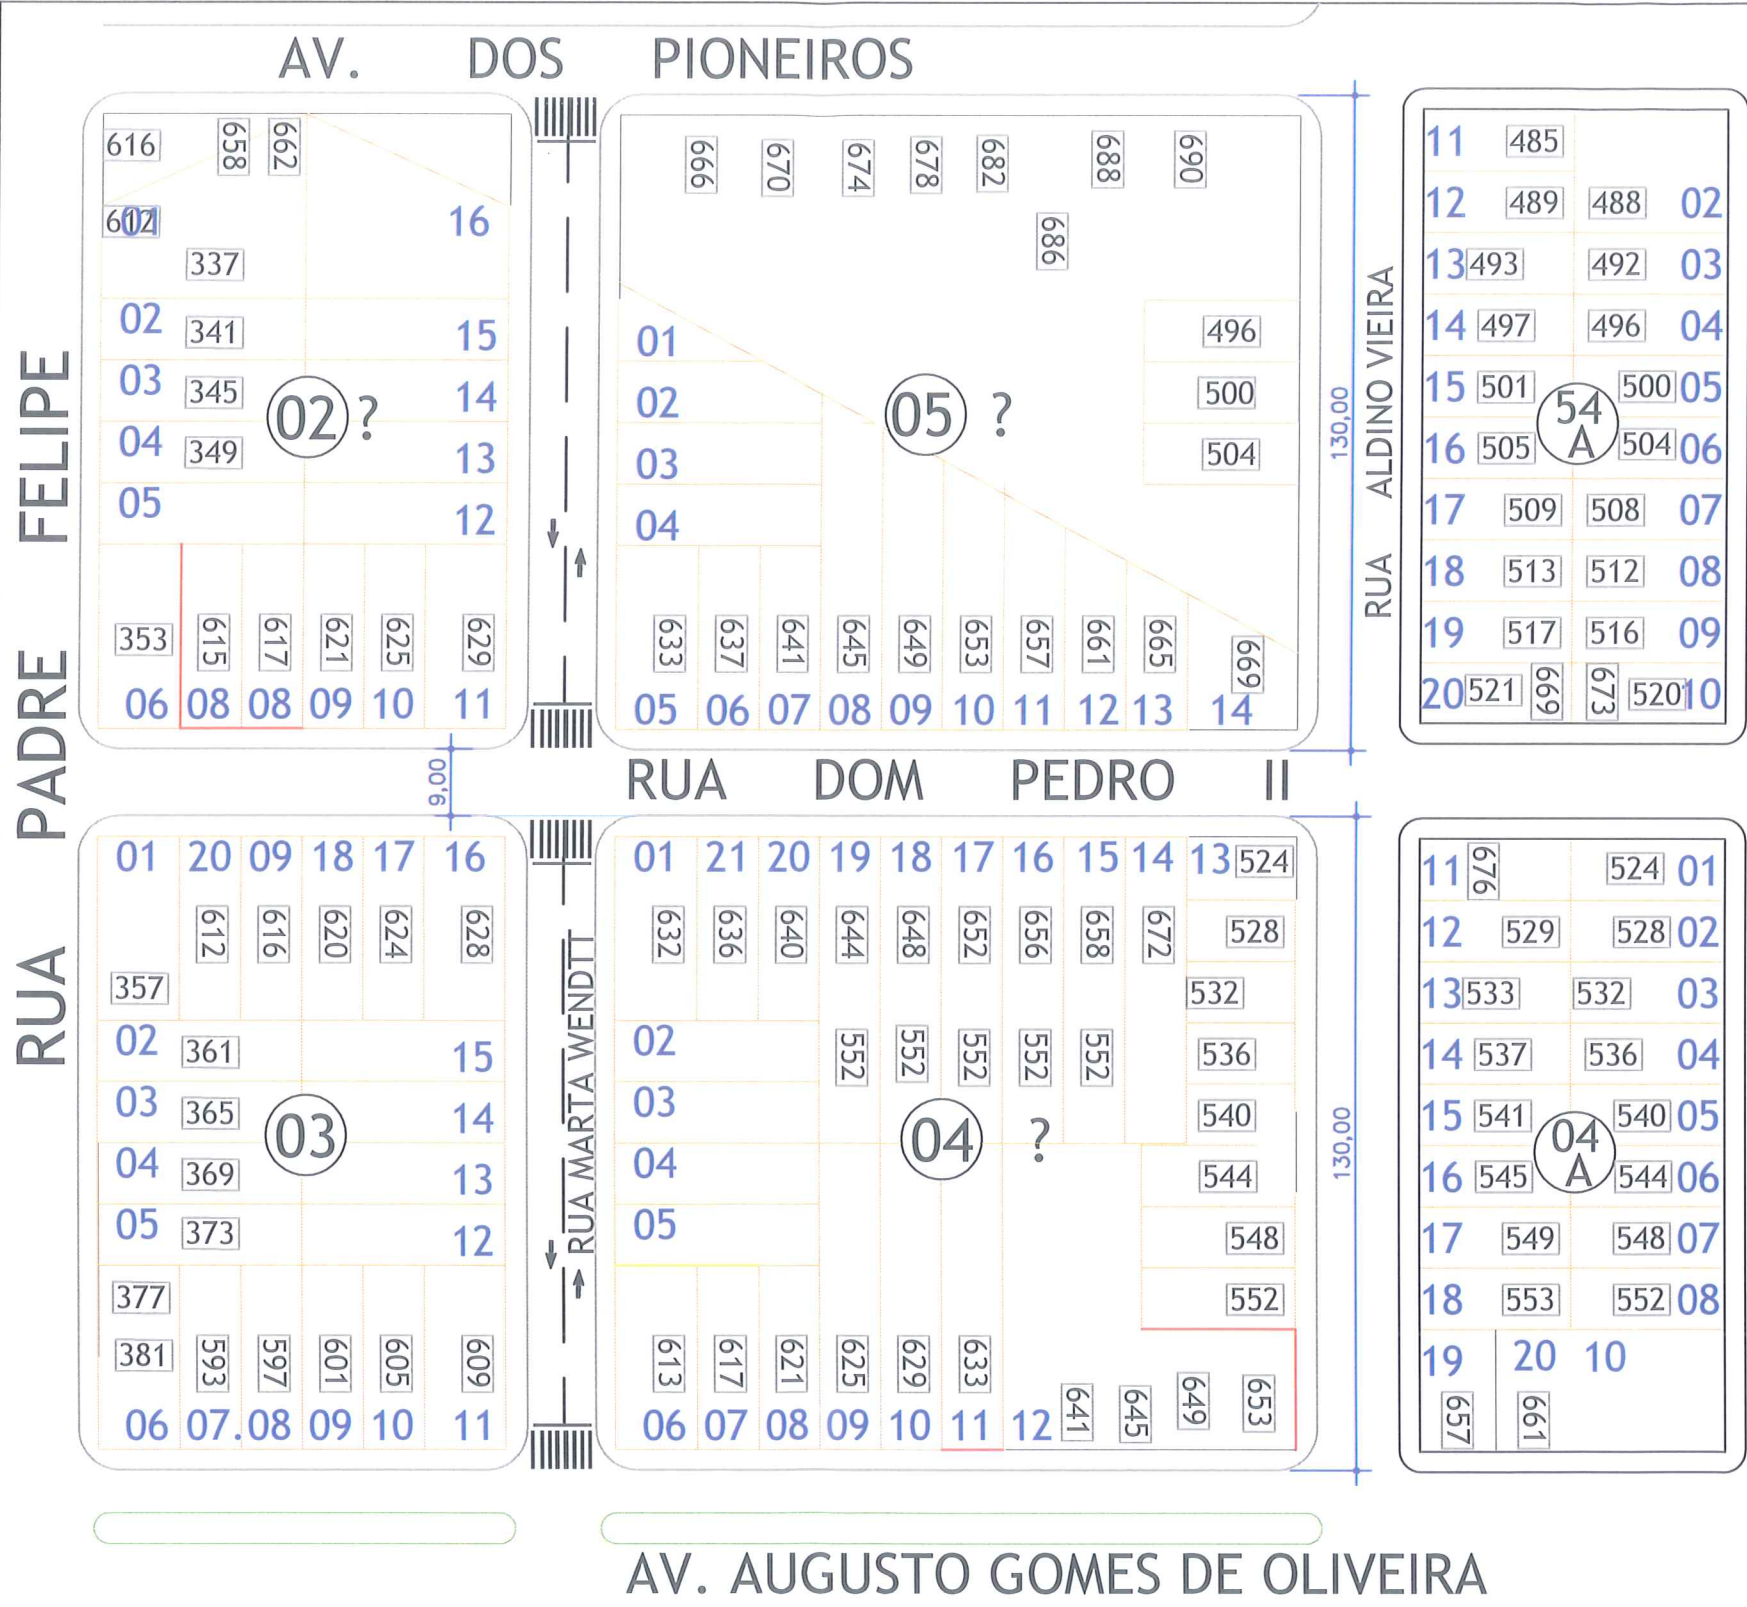 AV. DOS PIONEIROS
616 658 662
612 01 16
337
02 341 15
03 345 14
02 ?
04 349 13
05 12
353 615 617 621 625 629
06 08 08 09 10 11
666 670 674 678 682 688 690
686
01 496
02 500
05 ?
03 504
04
633 637 641 645 649 653 657 661 665 669
05 06 07 08 09 10 11 12 13 14
130,00
RUA ALDINO VIEIRA
11 485
12 489 488 02
13 493 492 03
14 497 496 04
15 501 500 05
54 A
16 505 504 06
17 509 508 07
18 513 512 08
19 517 516 09
20 521 669 673 520 10
RUA PADRE FELIPE
9,00
RUA DOM PEDRO II
01 20 09 18 17 16
612 616 620 624 628
357
02 361 15
03 365 14
03
04 369 13
05 373 12
377
381 593 597 601 605 609
06 07. 08 09 10 11
RUA MARTA WENDTT
01 21 20 19 18 17 16 15 14 13 524
632 636 640 644 648 652 656 658 672 528
532
02 552 552 552 552 552 536
03 540
04 ?
04 544
05 548
552
613 617 621 625 629 633 641 645 649 653
06 07 08 09 10 11 12
130,00
11 676 524 01
12 529 528 02
13 533 532 03
14 537 536 04
15 541 540 05
04 A
16 545 544 06
17 549 548 07
18 553 552 08
19 20 10
657 661
AV. AUGUSTO GOMES DE OLIVEIRA